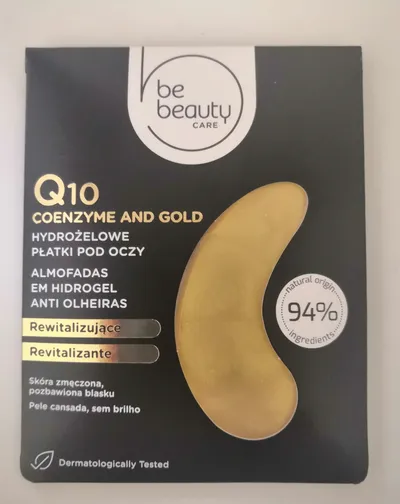 be
beauty
CARE
Q10
COENZYME AND GOLD
HYDROŻELOWE
PŁATKI POD OCZY
ALMOFADAS
EM HIDROGEL
ANTI OLHEIRAS
Rewitalizujące
Revitalizante
Skóra zmęczona,
pozbawiona blasku
Pele cansada, sem brilho
natural origin
94%
ingredients
Dermatologically Tested